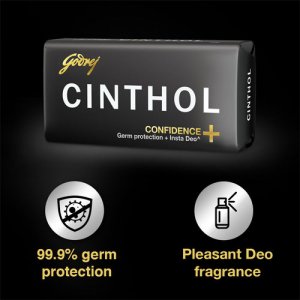 Godrej
CINTHOL
CONFIDENCE +
Germ protection + Insta Deo^
99.9% germ
protection
Pleasant Deo
fragrance